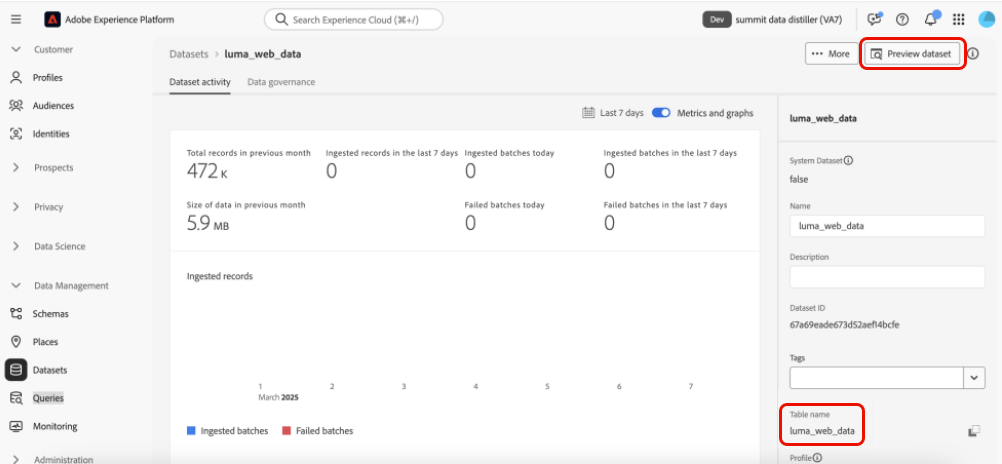 Adobe Experience Platform
Search Experience Cloud (⌘+/)
Dev summit data distiller (VA7)
Customer
Profiles
Audiences
Identities
Prospects
Privacy
Data Science
Data Management
Schemas
Places
Datasets
Queries
Monitoring
Administration
Datasets > luma_web_data
••• More
Preview dataset
Dataset activity
Data governance
Last 7 days
Metrics and graphs
Total records in previous month
472 K
Ingested records in the last 7 days
0
Ingested batches today
0
Ingested batches in the last 7 days
0
Size of data in previous month
5.9 MB
Failed batches today
0
Failed batches in the last 7 days
0
Ingested records
1 2 3 4 5 6 7
March 2025
Ingested batches Failed batches
luma_web_data
System Dataset
false
Name
luma_web_data
Description
Dataset ID
67a69eade673d52aef14bcfe
Tags
Table name
luma_web_data
Profile